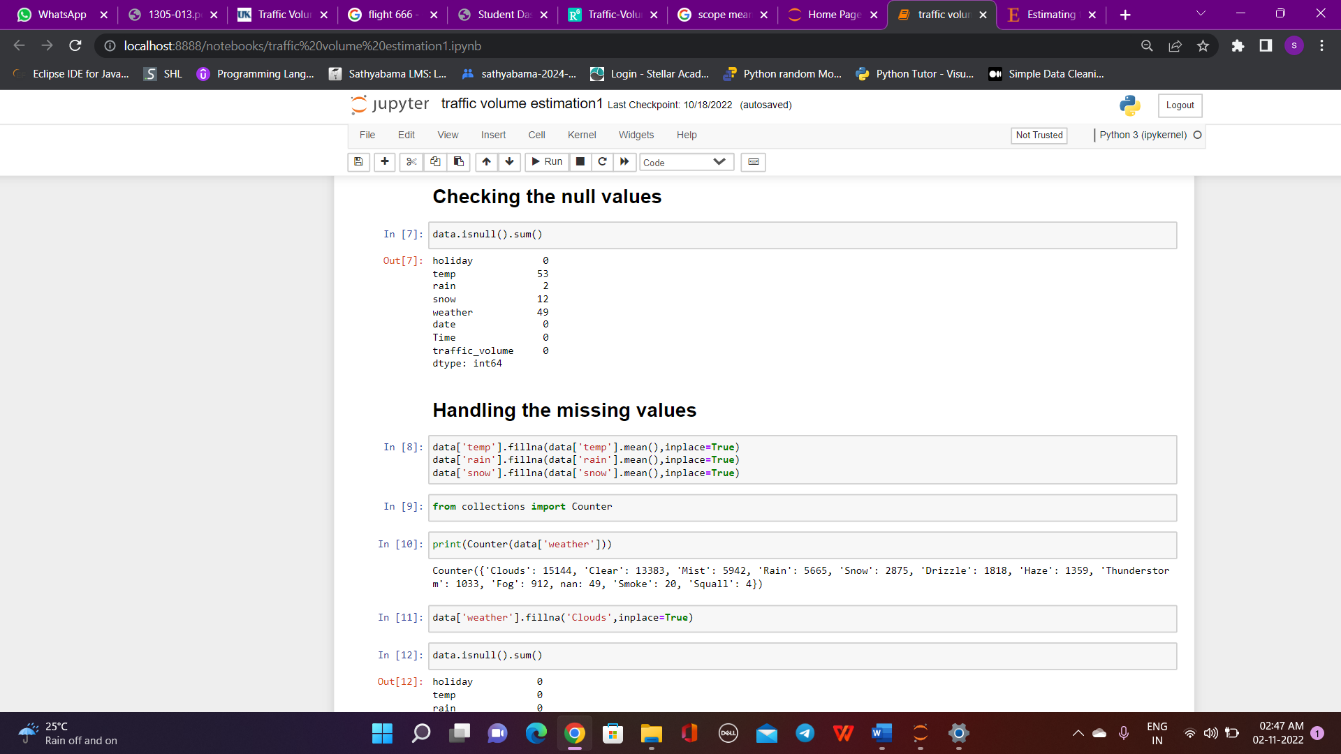 WhatsApp
1305-013.p
Traffic Volu
flight 666 -
Student Da
Traffic-Volu
scope mean
Home Page
traffic volum
Estimating
localhost:8888/notebooks/traffic%20volume%20estimation1.ipynb
S
Eclipse IDE for Java...
SHL
Programming Lang...
Sathyabama LMS: L...
sathyabama-2024-...
Login - Stellar Acad...
Python random Mo...
Python Tutor - Visu...
Simple Data Cleani...
jupyter traffic volume estimation1 Last Checkpoint: 10/18/2022 (autosaved)
Logout
File Edit View Insert Cell Kernel Widgets Help
Not Trusted
Python 3 (ipykernel)
Run
Code
Checking the null values
In [7]: data.isnull().sum()
Out[7]: holiday 0
temp 53
rain 2
snow 12
weather 49
date 0
Time 0
traffic_volume 0
dtype: int64
Handling the missing values
In [8]: data['temp'].fillna(data['temp'].mean(),inplace=True)
data['rain'].fillna(data['rain'].mean(),inplace=True)
data['snow'].fillna(data['snow'].mean(),inplace=True)
In [9]: from collections import Counter
In [10]: print(Counter(data['weather']))
Counter({'Clouds': 15144, 'Clear': 13383, 'Mist': 5942, 'Rain': 5665, 'Snow': 2875, 'Drizzle': 1818, 'Haze': 1359, 'Thunderstor
m': 1033, 'Fog': 912, nan: 49, 'Smoke': 20, 'Squall': 4})
In [11]: data['weather'].fillna('Clouds',inplace=True)
In [12]: data.isnull().sum()
Out[12]: holiday 0
temp 0
rain 0
25°C
Rain off and on
DELL
ENG
IN
02:47 AM
02-11-2022
1